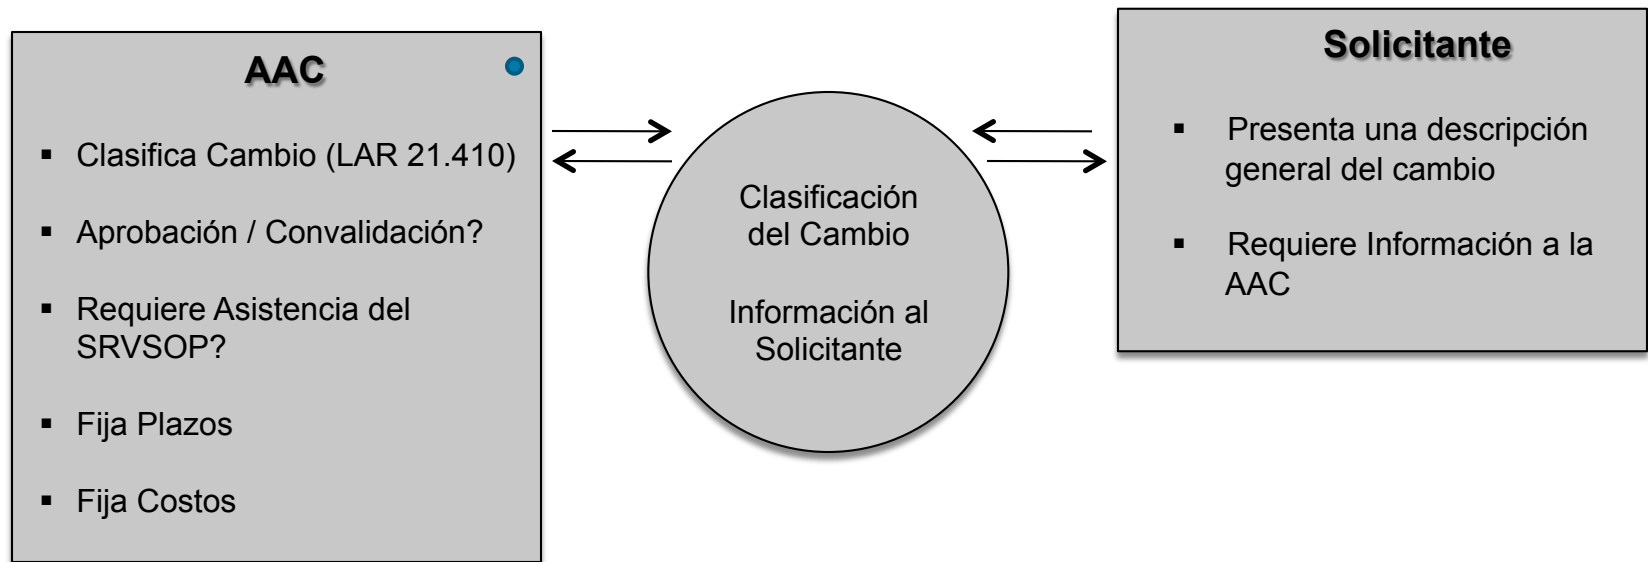 AAC
▪ Clasifica Cambio (LAR 21.410)
▪ Aprobación / Convalidación?
▪ Requiere Asistencia del
SRVSOP?
▪ Fija Plazos
▪ Fija Costos
Clasificación
del Cambio
Información al
Solicitante
Solicitante
▪ Presenta una descripción
general del cambio
▪ Requiere Información a la
AAC